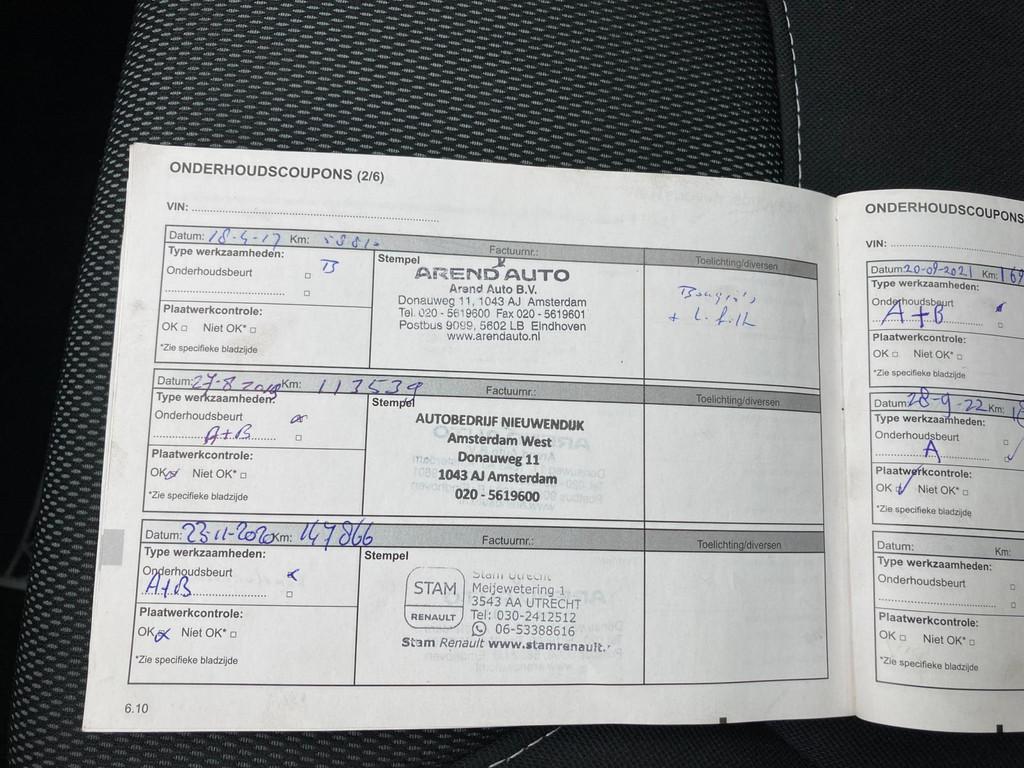 ONDERHOUDSCOUPONS (2/6)
VIN:
Datum: 18-4-17 Km:
Factuurnr.:
Toelichting/diversen
Type werkzaamheden: B
Onderhoudsbeurt
Plaatwerkcontrole:
OK Niet OK*
*Zie specifieke bladzijde
Stempel
AREND AUTO
Arend Auto B.V.
Donauweg 11, 1043 AJ Amsterdam
Tel. 020 - 5619600 Fax 020 - 5619601
Postbus 9099, 5602 LB Eindhoven
www.arendauto.nl
Datum: 27-8 2019 Km: 113539
Factuurnr.:
Toelichting/diversen
Type werkzaamheden:
Onderhoudsbeurt
A+B
Plaatwerkcontrole:
OK Niet OK*
*Zie specifieke bladzijde
Stempel
AUTOBEDRIJF NIEUWENDIJK
Amsterdam West
Donauweg 11
1043 AJ Amsterdam
020 - 5619600
Datum: 23-11-2020 Km: 147866
Factuurnr.:
Toelichting/diversen
Type werkzaamheden:
Onderhoudsbeurt
A+B
Plaatwerkcontrole:
OK Niet OK*
*Zie specifieke bladzijde
Stempel
STAM
RENAULT
Stam Utrecht
Meijewetering 1
3543 AA UTRECHT
Tel: 030-2412512
06-53388616
Stam Renault www.stamrenault.
6.10
ONDERHOUDSCOUPONS
VIN:
Datum: 20-09-2021 Km: 169
Type werkzaamheden:
Onderhoudsbeurt
A+B
Plaatwerkcontrole:
OK Niet OK*
*Zie specifieke bladzijde
Datum: 28-9-22 Km:
Type werkzaamheden:
Onderhoudsbeurt
A
Plaatwerkcontrole:
OK Niet OK*
*Zie specifieke bladzijde
Datum: Km:
Type werkzaamheden:
Onderhoudsbeurt
Plaatwerkcontrole:
OK Niet OK*
*Zie specifieke bladzijde